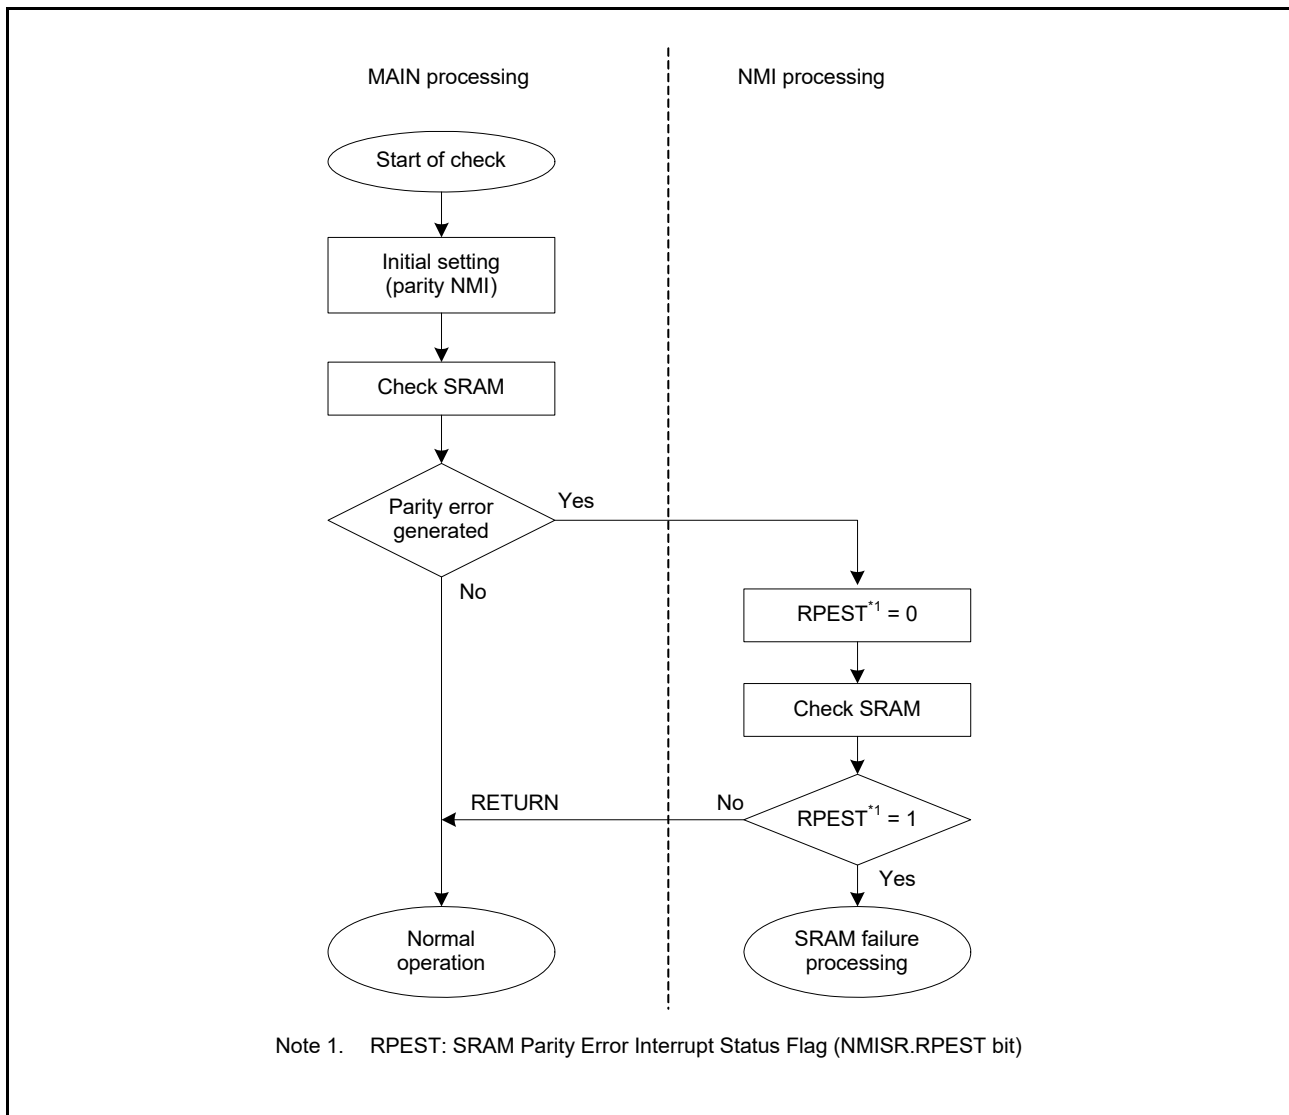 MAIN processing
NMI processing
Start of check
Initial setting
(parity NMI)
Check SRAM
Parity error
generated
Yes
No
RPEST*1 = 0
Check SRAM
RPEST*1 = 1
No
RETURN
Yes
Normal
operation
SRAM failure
processing
Note 1. RPEST: SRAM Parity Error Interrupt Status Flag (NMISR.RPEST bit)